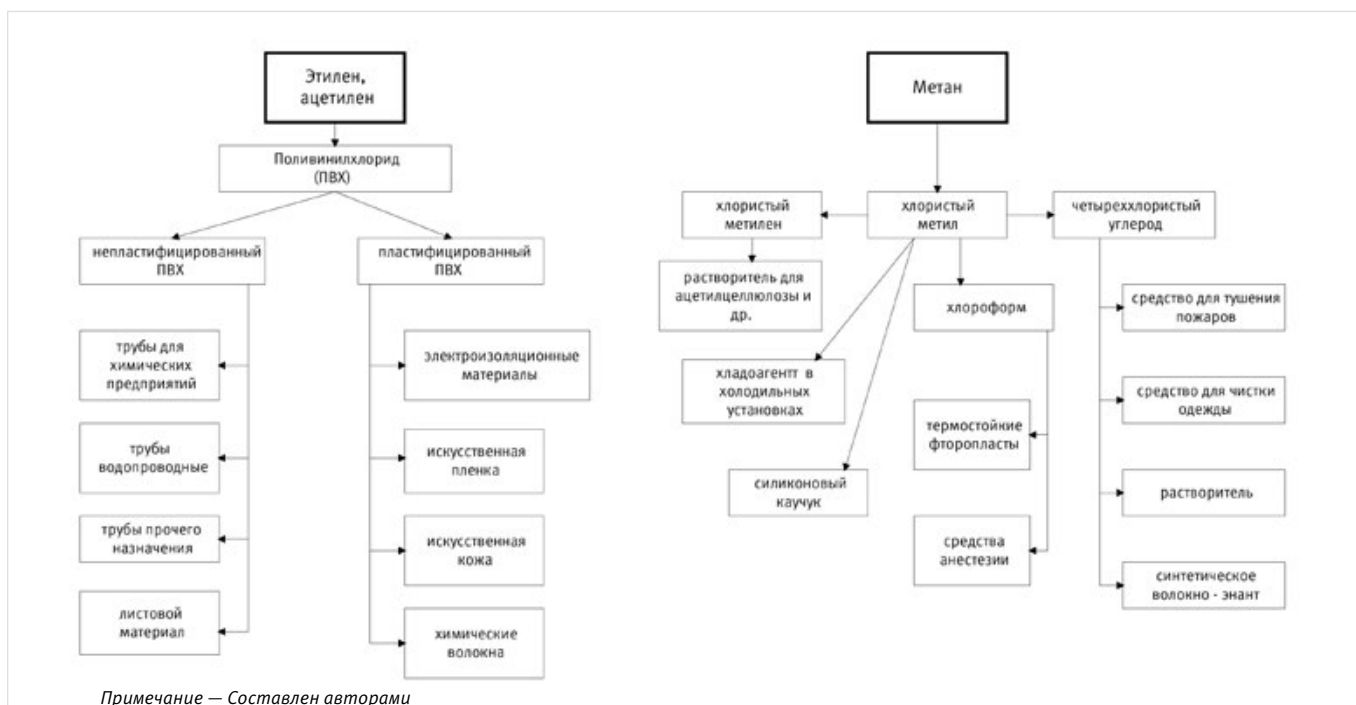 Этилен,
ацетилен
Поливинилхлорид
(ПВХ)
непластифицированный
ПВХ
пластифицированный
ПВХ
трубы для
химических
предприятий
трубы
водопроводные
трубы прочего
назначения
листовой
материал
электроизоляционные
материалы
искусственная
пленка
искусственная
кожа
химические
волокна
Метан
хлористый
метилен
хлористый
метил
четыреххлористый
углерод
растворитель для
ацетилцеллюлозы и
др.
хладоагентт в
холодильных
установках
силиконовый
каучук
хлороформ
термостойкие
фторопласты
средства
анестезии
средство для тушения
пожаров
средство для чистки
одежды
растворитель
синтетическое
волокно - энант
Примечание — Составлен авторами